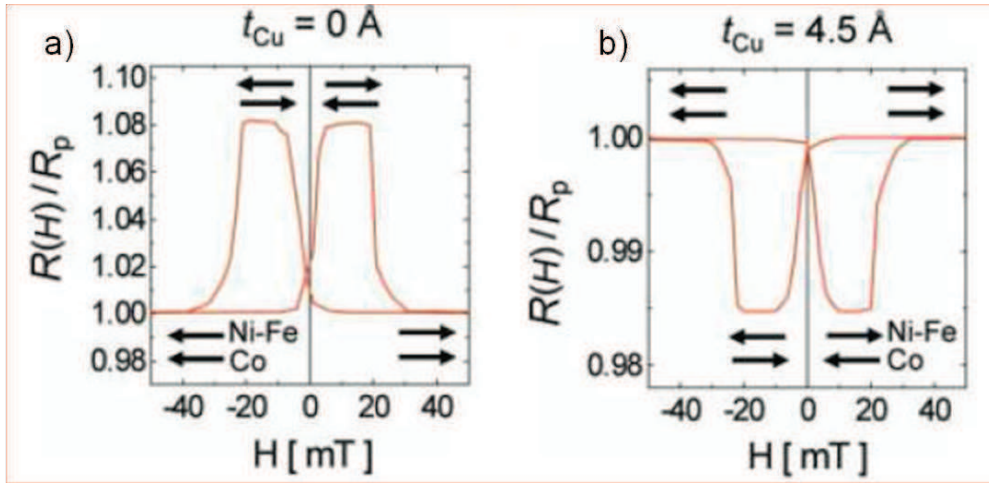 a)
t_Cu = 0 Å
R(H)/R_p
1.10
1.08
1.06
1.04
1.02
1.00
0.98
Ni-Fe
Co
-40 -20 0 20 40
H [ mT ]
b)
t_Cu = 4.5 Å
R(H)/R_p
1.00
0.99
0.98
Ni-Fe
Co
-40 -20 0 20 40
H [ mT ]